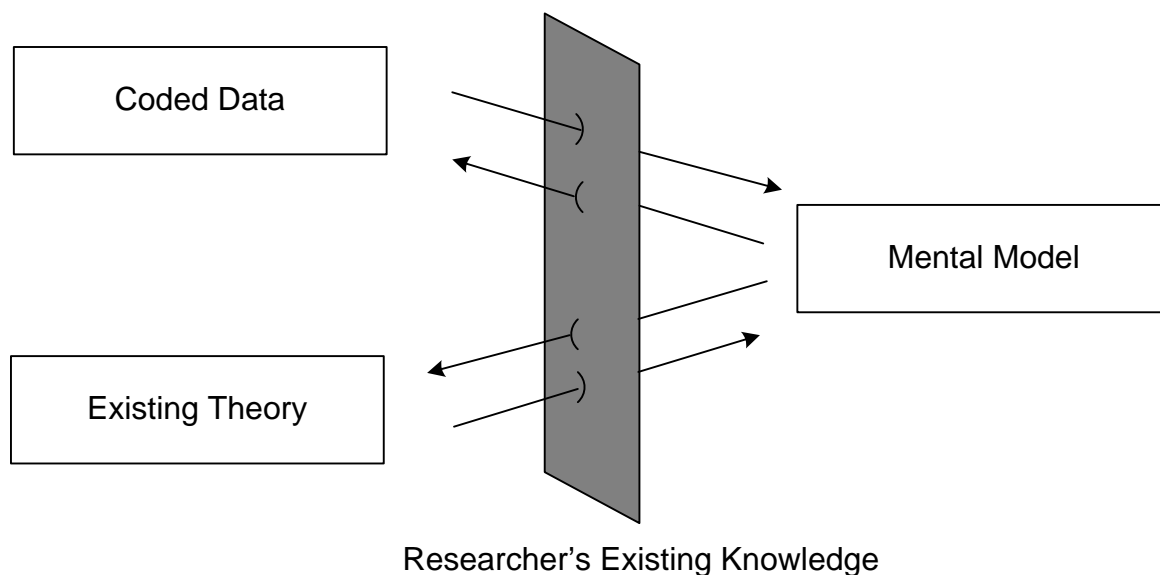 Coded Data
Mental Model
Existing Theory
Researcher’s Existing Knowledge